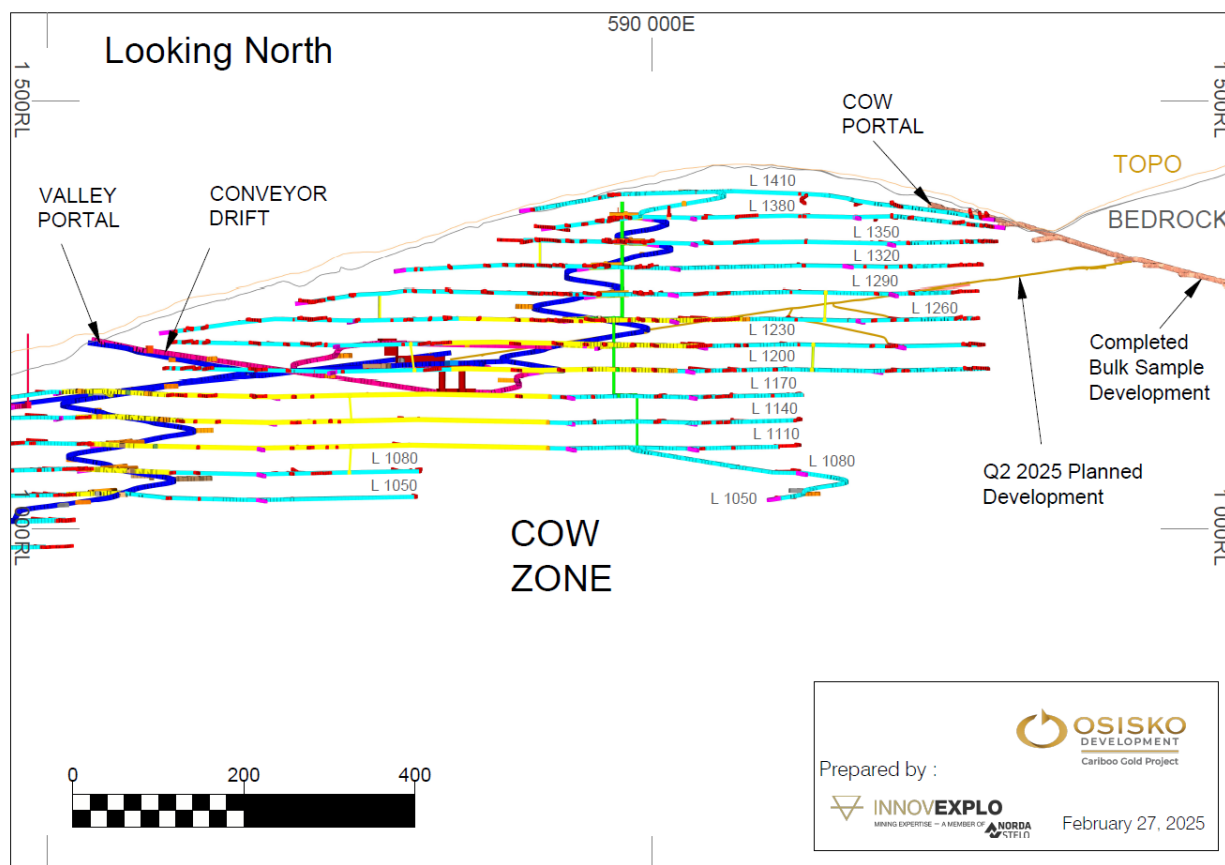 590 000E
Looking North
1 500RL
1 500RL
COW
PORTAL
TOPO
BEDROCK
VALLEY
PORTAL
CONVEYOR
DRIFT
L 1410
L 1380
L 1350
L 1320
L 1290
L 1260
L 1230
L 1200
L 1170
L 1140
L 1110
L 1080
L 1080
L 1050
L 1050
Completed
Bulk Sample
Development
Q2 2025 Planned
Development
1 000RL
1 000RL
COW
ZONE
0
200
400
OSISKO
DEVELOPMENT
Cariboo Gold Project
Prepared by :
INNOVEXPLO
MINING EXPERTISE – A MEMBER OF NORDA
STELO
February 27, 2025